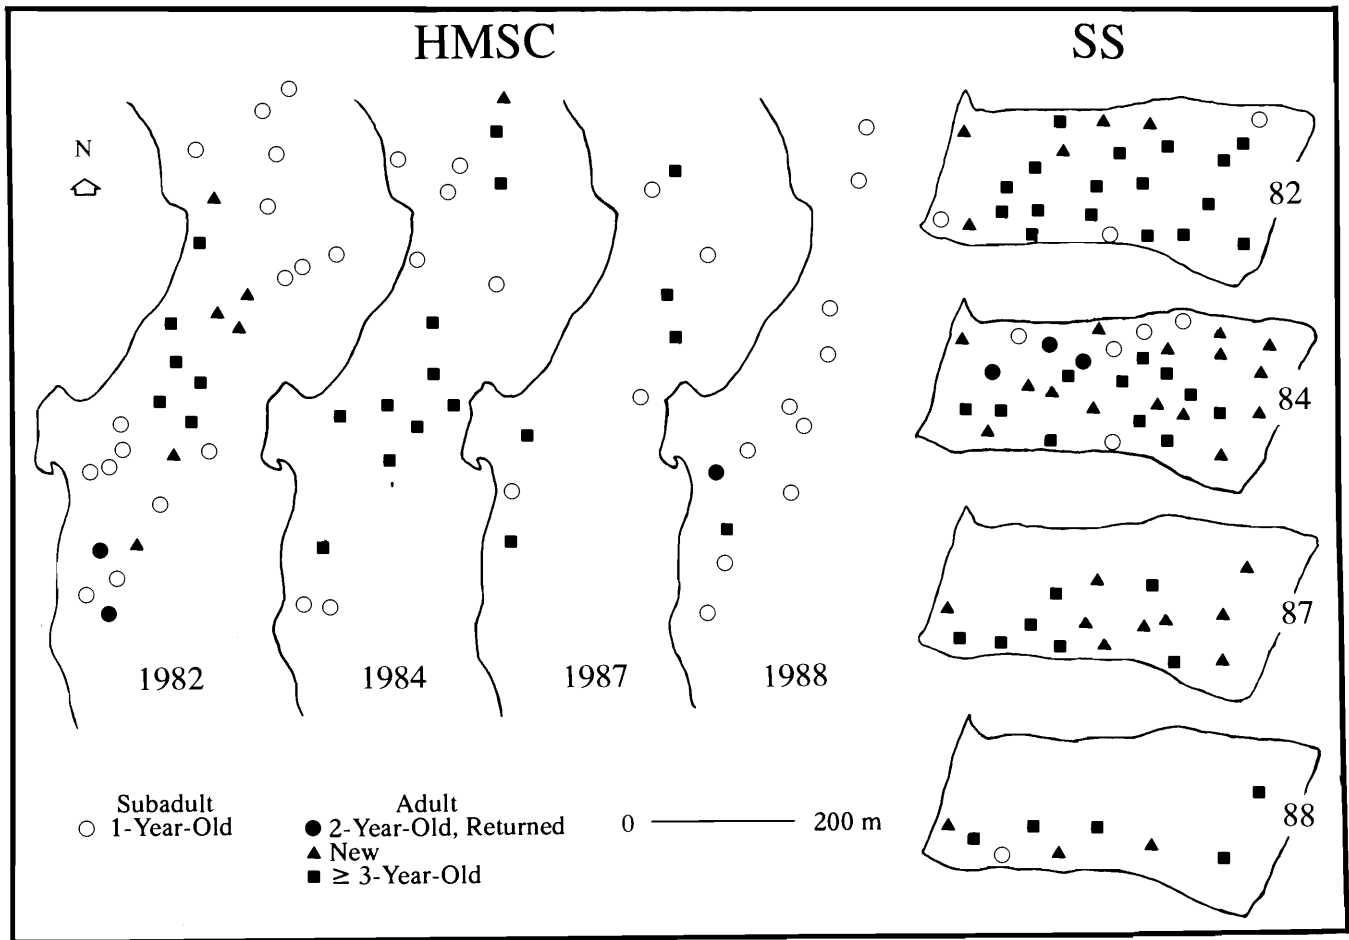 HMSC
SS
N
82
84
87
88
1982
1984
1987
1988
Subadult
○ 1-Year-Old
Adult
● 2-Year-Old, Returned
▲ New
■ ≥ 3-Year-Old
0 200 m